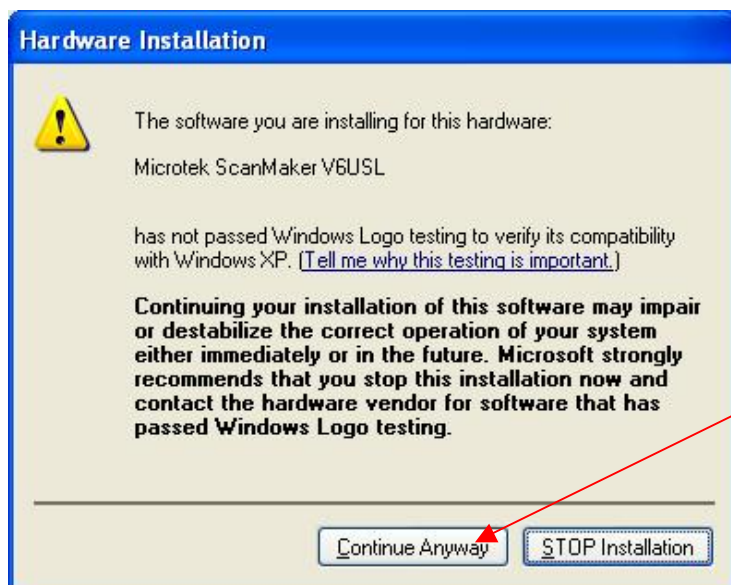 Hardware Installation
The software you are installing for this hardware:
Microtek ScanMaker V6USL
has not passed Windows Logo testing to verify its compatibility
with Windows XP. (Tell me why this testing is important.)
Continuing your installation of this software may impair
or destabilize the correct operation of your system
either immediately or in the future. Microsoft strongly
recommends that you stop this installation now and
contact the hardware vendor for software that has
passed Windows Logo testing.
Continue Anyway
STOP Installation